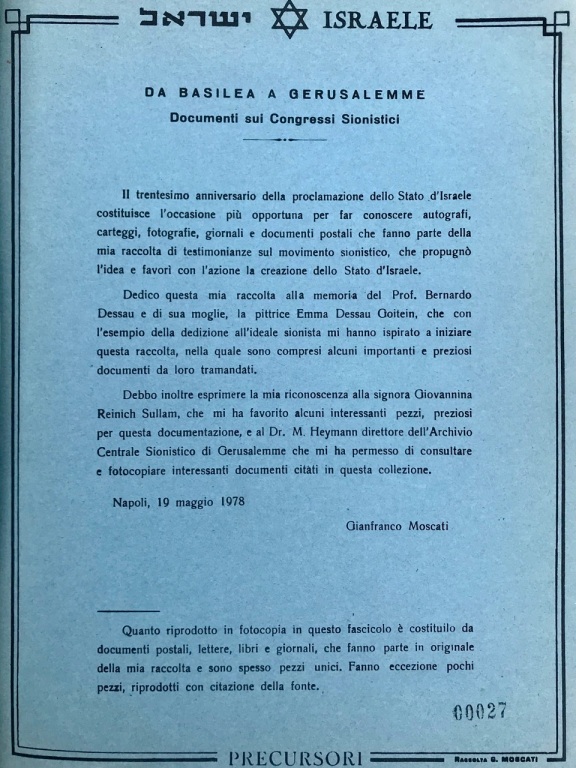 ישראל ISRAELE
DA BASILEA A GERUSALEMME
Documenti sui Congressi Sionistici
Il trentesimo anniversario della proclamazione dello Stato d'Israele
costituisce l'occasione più opportuna per far conoscere autografi,
carteggi, fotografie, giornali e documenti postali che fanno parte della
mia raccolta di testimonianze sul movimento sionistico, che propugnò
l'idea e favorì con l'azione la creazione dello Stato d'Israele.
Dedico questa mia raccolta alla memoria del Prof. Bernardo
Dessau e di sua moglie, la pittrice Emma Dessau Goitein, che con
l'esempio della dedizione all'ideale sionista mi hanno ispirato a iniziare
questa raccolta, nella quale sono compresi alcuni importanti e preziosi
documenti da loro tramandati.
Debbo inoltre esprimere la mia riconoscenza alla signora Giovannina
Reinich Sullam, che mi ha favorito alcuni interessanti pezzi, preziosi
per questa documentazione, e al Dr. M. Heymann direttore dell'Archivio
Centrale Sionistico di Gerusalemme che mi ha permesso di consultare
e fotocopiare interessanti documenti citati in questa collezione.
Napoli, 19 maggio 1978
Gianfranco Moscati
Quanto riprodotto in fotocopia in questo fascicolo è costituilo da
documenti postali, lettere, libri e giornali, che fanno parte in originale
della mia raccolta e sono spesso pezzi unici. Fanno eccezione pochi
pezzi, riprodotti con citazione della fonte.
00027
PRECURSORI
RACCOLTA G. MOSCATI